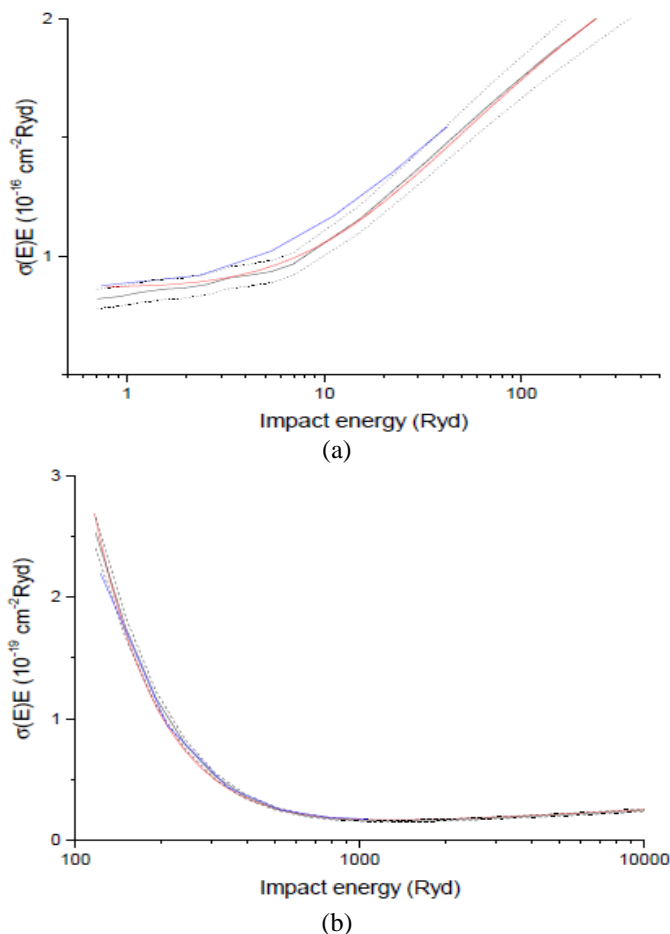 2
1
σ(E)E (10⁻¹⁶ cm⁻²Ryd)
1 10 100
Impact energy (Ryd)
(a)
3
2
1
0
σ(E)E (10⁻¹⁹ cm⁻²Ryd)
100 1000 10000
Impact energy (Ryd)
(b)